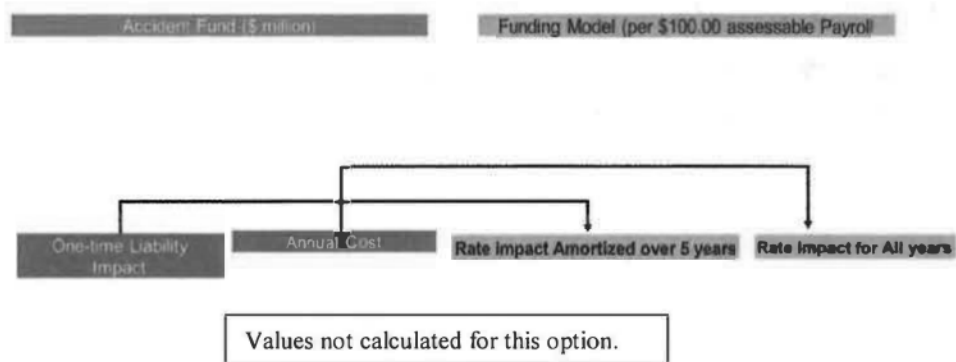 Accident Fund ($ million)
Funding Model (per $100.00 assessable Payroll
One-time Liability
Impact
Annual Cost
Rate impact Amortized over 5 years
Rate Impact for All years
Values not calculated for this option.